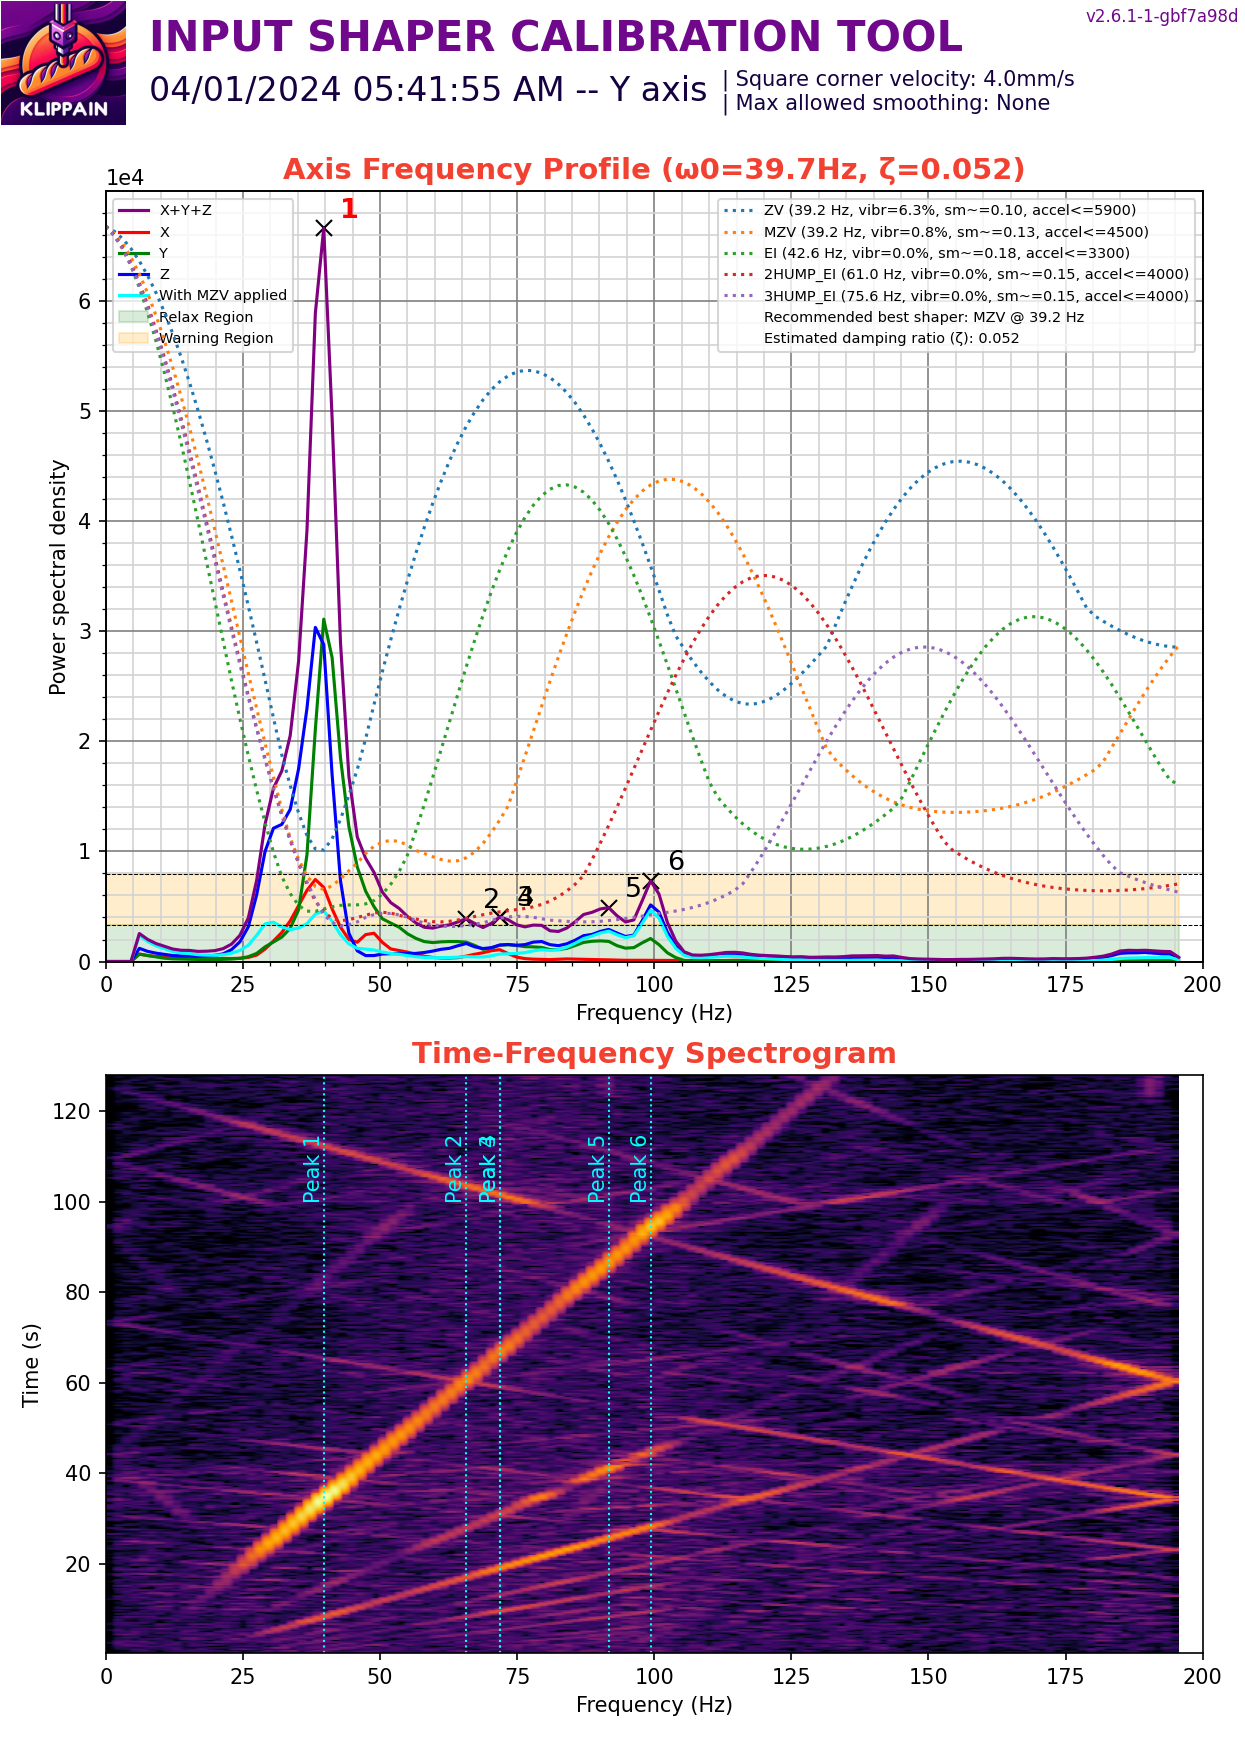 v2.6.1-1-gbf7a98d
INPUT SHAPER CALIBRATION TOOL
04/01/2024 05:41:55 AM -- Y axis
| Square corner velocity: 4.0mm/s
| Max allowed smoothing: None
KLIPPAIN
Axis Frequency Profile (ω0=39.7Hz, ζ=0.052)
1e4
X+Y+Z
X
Y
Z
With MZV applied
Relax Region
Warning Region
ZV (39.2 Hz, vibr=6.3%, sm~=0.10, accel<=5900)
MZV (39.2 Hz, vibr=0.8%, sm~=0.13, accel<=4500)
EI (42.6 Hz, vibr=0.0%, sm~=0.18, accel<=3300)
2HUMP_EI (61.0 Hz, vibr=0.0%, sm~=0.15, accel<=4000)
3HUMP_EI (75.6 Hz, vibr=0.0%, sm~=0.15, accel<=4000)
Recommended best shaper: MZV @ 39.2 Hz
Estimated damping ratio (ζ): 0.052
1
2
3
4
5
6
Power spectral density
6
5
4
3
2
1
0
0 25 50 75 100 125 150 175 200
Frequency (Hz)
Time-Frequency Spectrogram
Peak 1
Peak 2
Peak 3
Peak 4
Peak 5
Peak 6
Time (s)
120
100
80
60
40
20
0 25 50 75 100 125 150 175 200
Frequency (Hz)